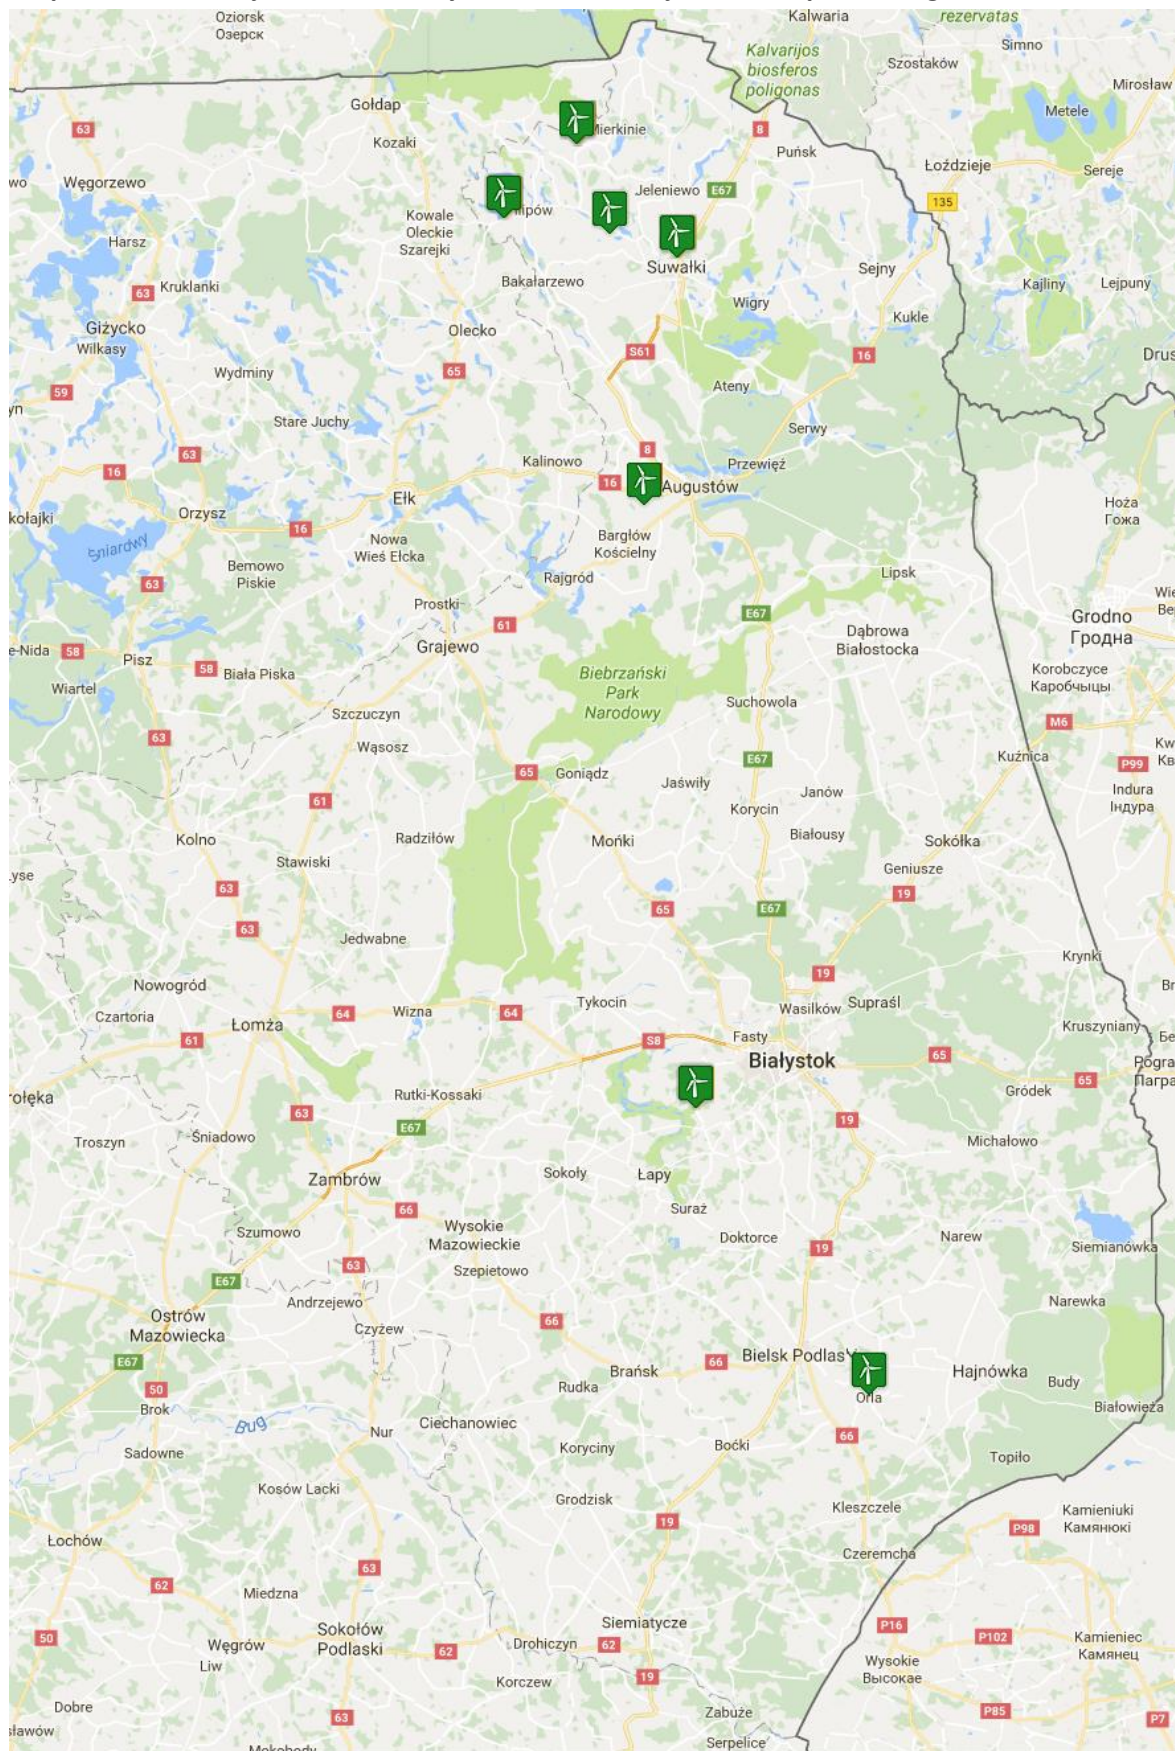 Oziorsk
Озерск
Kalwaria
rezervatas
Simno
Kalvarijos
biosferos
poligonas
Szostaków
Mirosław
Metele
Gołdap
Mierkinie
63
Kozaki
8
Puńsk
Łoździeje
Sereje
Węgorzewo
Jeleniewo
E67
135
Kowale
Oleckie
Szarejki
Harsz
Suwałki
Sejny
Bakałarzewo
Kajliny
Lejpuny
63
Kruklanki
Wigry
Kukle
Giżycko
Wilkasy
Olecko
S61
16
Wydminy
65
59
Ateny
Stare Juchy
Serwy
63
8
Kalinowo
Przewięź
16
16
Augustów
Ełk
Orzysz
Hoża
Гожа
16
Śniardwy
Nowa
Wieś Ełcka
Bargłów
Kościelny
Bemowo
Piskie
Rajgród
Lipsk
63
Prostki
E67
Grodno
Гродна
61
Dąbrowa
Białostocka
58
Grajewo
Pisz
58
Biała Piska
Biebrzański
Park
Narodowy
Korobczyce
Каробчыцы
Wiartel
Suchowola
Szczuczyn
M6
63
Wąsosz
Kuźnica
E67
P99
65
Goniądz
Jaświły
Janów
Indura
Індура
61
Korycin
Kolno
Radziłów
Mońki
Białousy
Sokółka
Stawiski
Geniusze
63
19
65
E67
63
Jedwabne
Krynki
19
Nowogród
Tykocin
Wasilków
Supraśl
Czartoria
64
Wizna
64
Łomża
Kruszyniany
61
S8
Fasty
Białystok
65
65
Rutki-Kossaki
Gródek
63
19
E67
Troszyn
Śniadowo
Michałowo
Zambrów
Sokoły
Łapy
66
Suraż
Wysokie
Mazowieckie
Szumowo
Doktorce
Narew
19
Siemianówka
63
Szepietowo
E67
Andrzejewo
Narewka
Ostrów
Mazowiecka
66
Czyżew
E67
Brańsk
66
Hajnówka
50
Rudka
Budy
Orla
Białowieża
Brok
Bug
Nur
Ciechanowiec
66
Sadowne
Koryciny
Boćki
Topiło
Kosów Lacki
Grodzisk
Kleszczele
Kamieniuki
Камянюкі
19
P98
Łochów
Czeremcha
63
62
Miedzna
Siemiatycze
P16
Sokołów
Podlaski
50
Węgrów
62
Drohiczyn
62
P102
Kamieniec
Камянец
Liw
Wysokie
Высокае
19
Korczew
Dobre
Zabuże
P85
63
P7
Serpelice